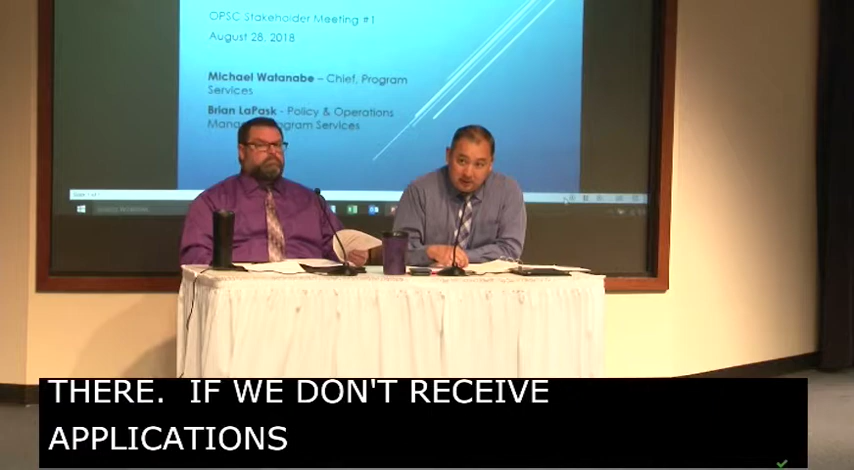 OPSC Stakeholder Meeting #1
August 28, 2018
Michael Watanabe – Chief, Program
Services
Brian LaPask - Policy & Operations
Program Services
THERE. IF WE DON'T RECEIVE
APPLICATIONS